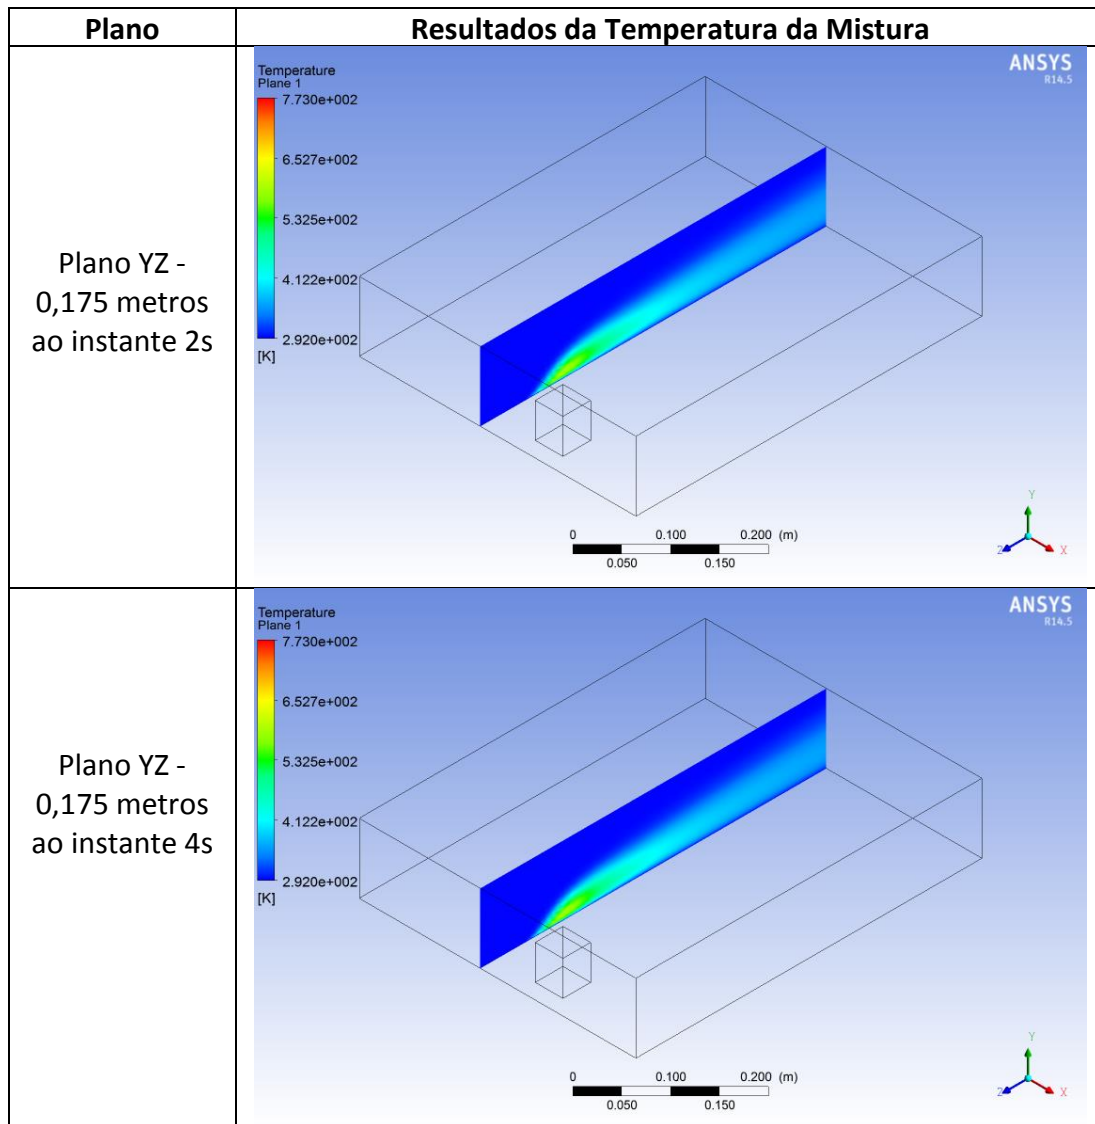 Plano
Resultados da Temperatura da Mistura
Plano YZ -
0,175 metros
ao instante 2s
Temperature
Plane 1
7.730e+002
6.527e+002
5.325e+002
4.122e+002
2.920e+002
[K]
ANSYS
R14.5
0
0.100
0.200 (m)
0.050
0.150
Y
Z
X
Plano YZ -
0,175 metros
ao instante 4s
Temperature
Plane 1
7.730e+002
6.527e+002
5.325e+002
4.122e+002
2.920e+002
[K]
ANSYS
R14.5
0
0.100
0.200 (m)
0.050
0.150
Y
Z
X